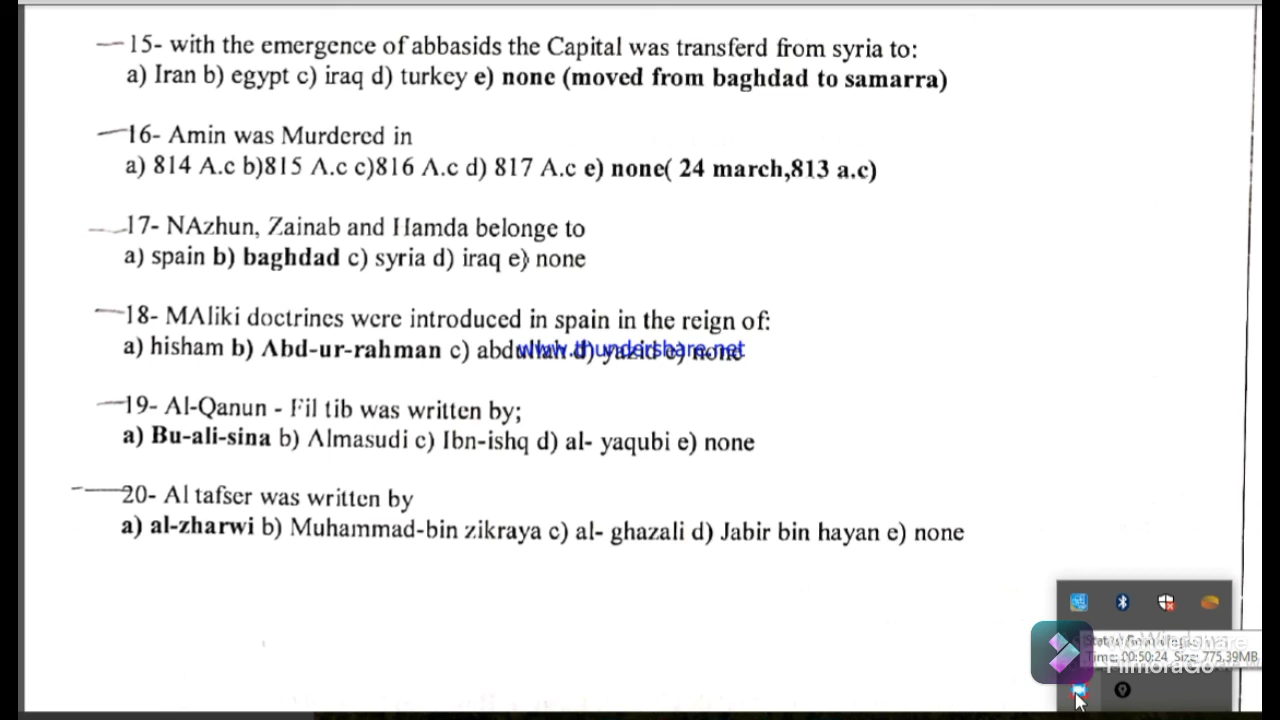 15- with the emergence of abbasids the Capital was transferd from syria to:
a) Iran b) egypt c) iraq d) turkey e) none (moved from baghdad to samarra)
16- Amin was Murdered in
a) 814 A.c b)815 A.c c)816 A.c d) 817 A.c e) none( 24 march,813 a.c)
17- NAzhun, Zainab and Hamda belonge to
a) spain b) baghdad c) syria d) iraq e) none
18- MAliki doctrines were introduced in spain in the reign of:
a) hisham b) Abd-ur-rahman c) abdullah d) yazid e) none
www.thundershare.net
19- Al-Qanun - Fil tib was written by;
a) Bu-ali-sina b) Almasudi c) Ibn-ishq d) al- yaqubi e) none
20- Al tafser was written by
a) al-zharwi b) Muhammad-bin zikraya c) al- ghazali d) Jabir bin hayan e) none
Time: 00:50:24 Size: 775.39MB
FilmoraGo